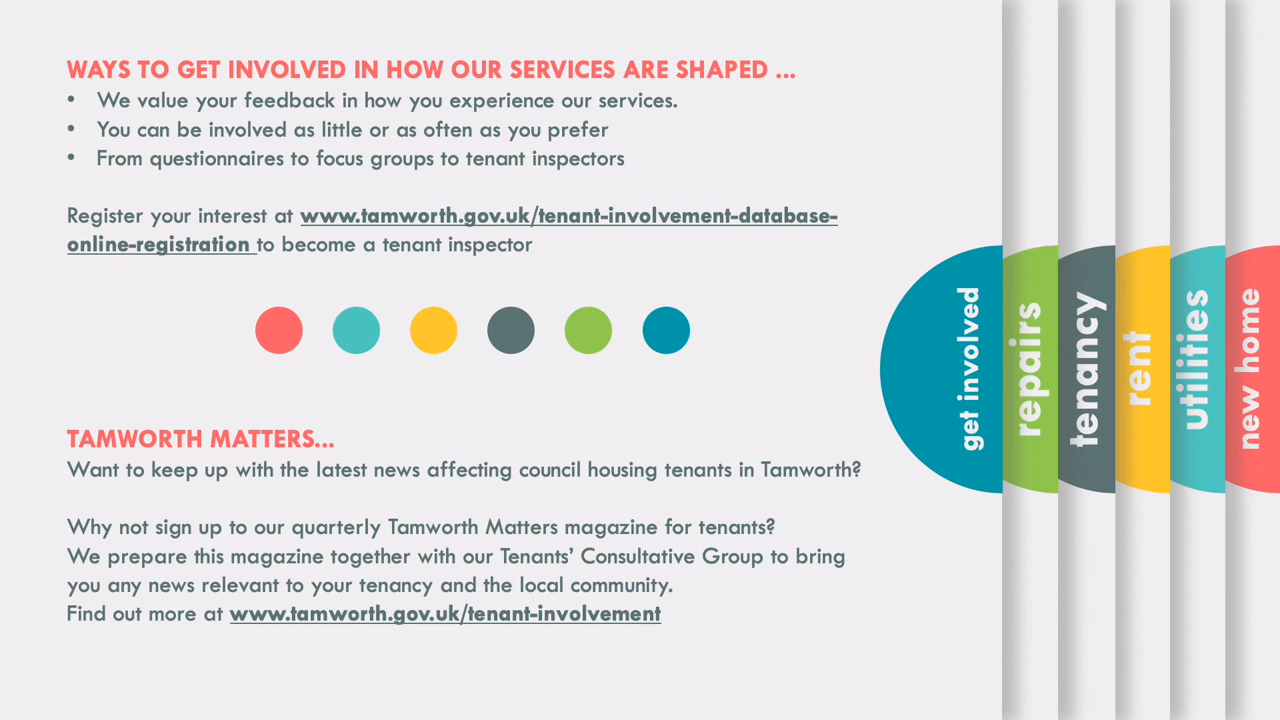 WAYS TO GET INVOLVED IN HOW OUR SERVICES ARE SHAPED ...
• We value your feedback in how you experience our services.
• You can be involved as little or as often as you prefer
• From questionnaires to focus groups to tenant inspectors
Register your interest at www.tamworth.gov.uk/tenant-involvement-database-
online-registration to become a tenant inspector
TAMWORTH MATTERS...
Want to keep up with the latest news affecting council housing tenants in Tamworth?
Why not sign up to our quarterly Tamworth Matters magazine for tenants?
We prepare this magazine together with our Tenants’ Consultative Group to bring
you any news relevant to your tenancy and the local community.
Find out more at www.tamworth.gov.uk/tenant-involvement
get involved
repairs
tenancy
rent
utilities
new home